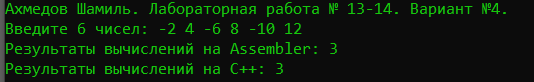 Ахмедов Шамиль. Лабораторная работа № 13-14. Вариант №4.
Введите 6 чисел: -2 4 -6 8 -10 12
Результаты вычислений на Assembler: 3
Результаты вычислений на C++: 3